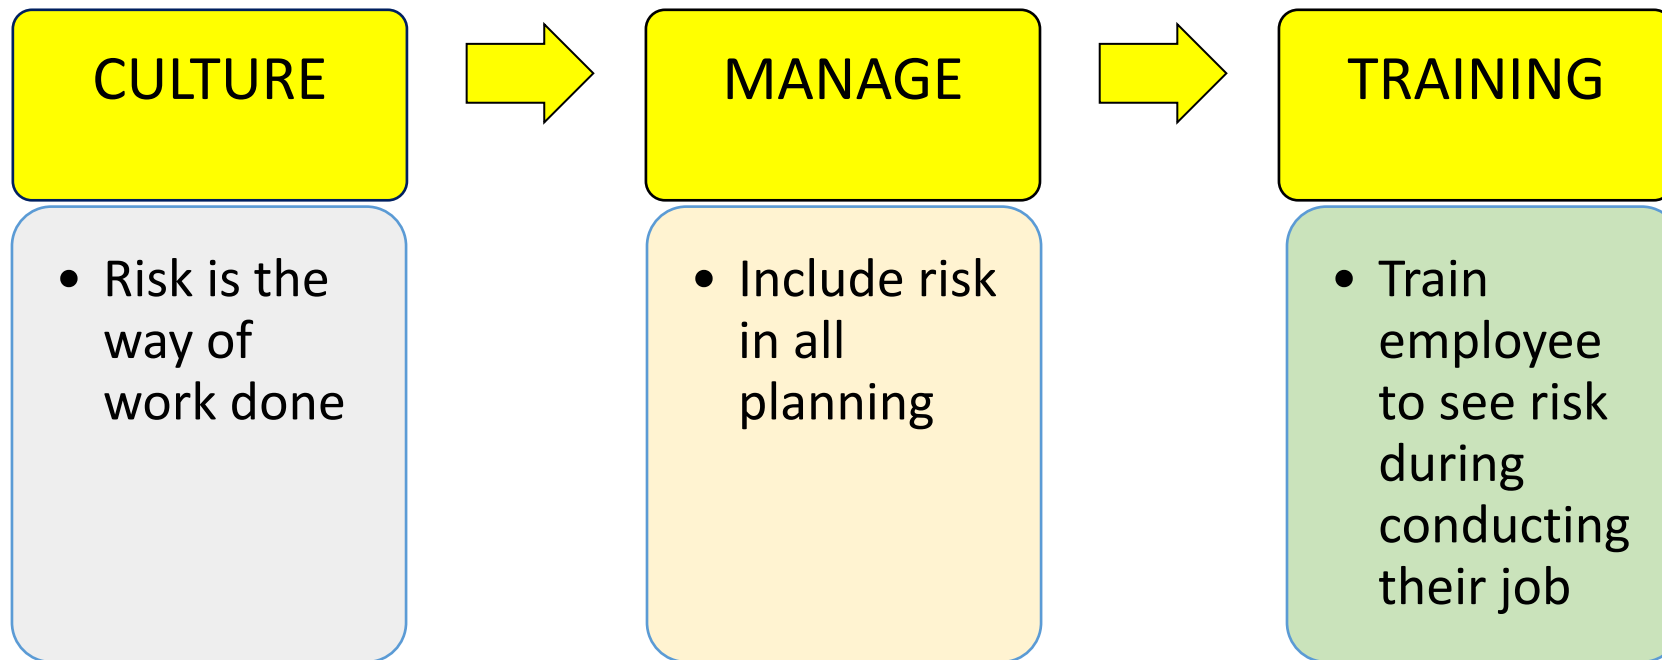 CULTURE
• Risk is the
way of
work done
MANAGE
• Include risk
in all
planning
TRAINING
• Train
employee
to see risk
during
conducting
their job